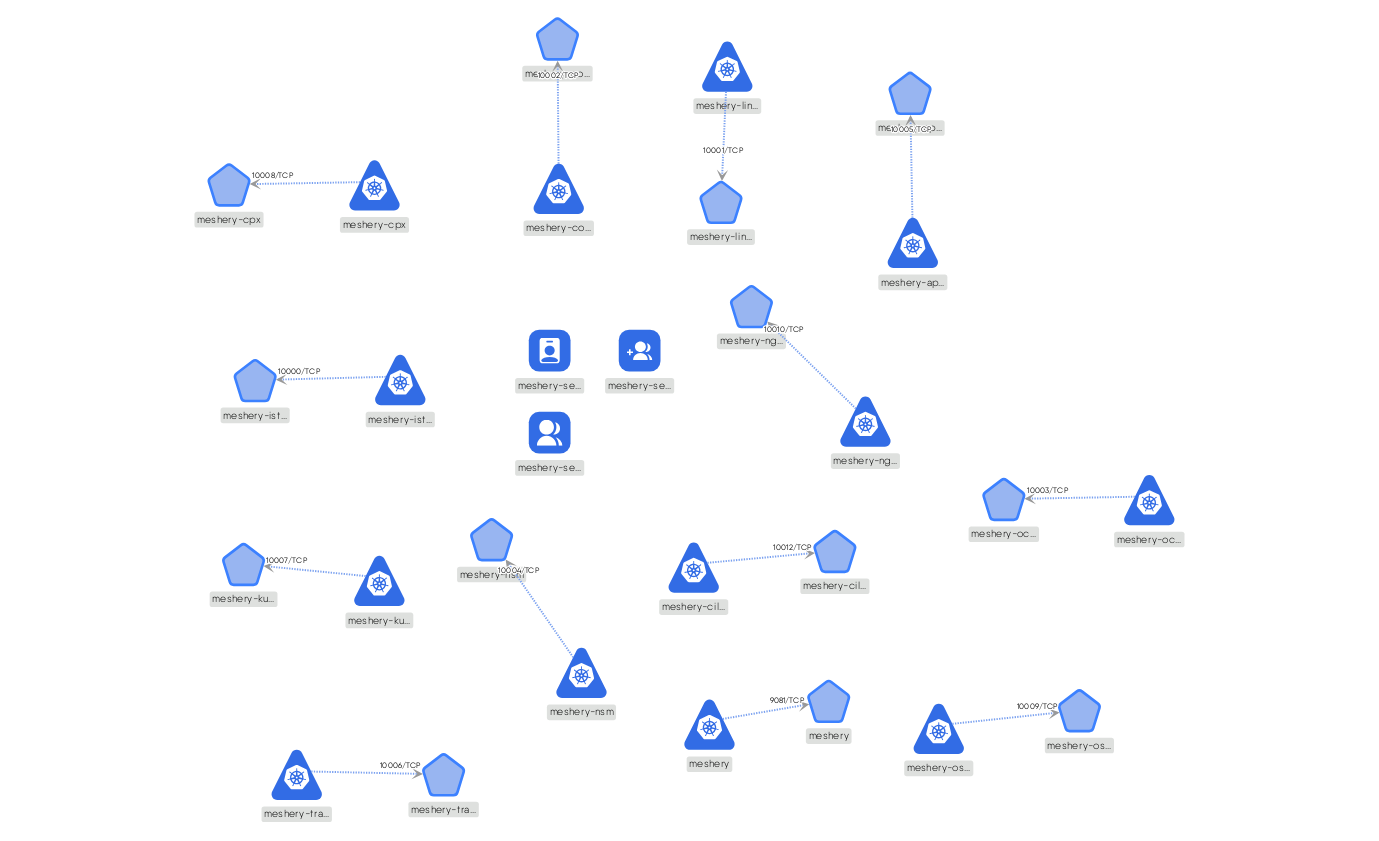 10002/TCP
meshery-lin...
10005/TCP
10001/TCP
10008/TCP
meshery-cpx
meshery-cpx
meshery-co...
meshery-lin...
meshery-ap...
10010/TCP
meshery-ng...
10000/TCP
meshery-ist...
meshery-ist...
meshery-se...
meshery-se...
meshery-se...
meshery-ng...
10003/TCP
meshery-oc...
meshery-oc...
10007/TCP
meshery-ku...
meshery-ku...
10004/TCP
meshery-nsm
meshery-nsm
10012/TCP
meshery-cil...
meshery-cil...
9081/TCP
meshery
meshery
10009/TCP
meshery-os...
meshery-os...
10006/TCP
meshery-tra...
meshery-tra...